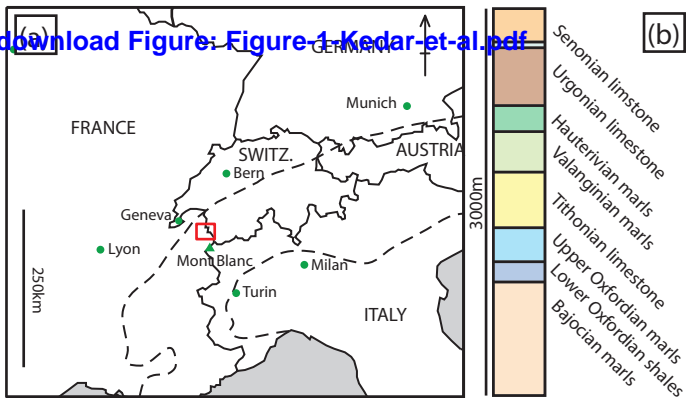 (a)
download Figure: Figure-1-Kedar-et-al.pdf
GERMANY
Munich
FRANCE
SWITZ.
AUSTRIA
Bern
Geneva
Lyon
Mont Blanc
Milan
Turin
ITALY
250km
3000m
(b)
Senonian limstone
Urgonian limestone
Hauterivian marls
Valanginian marls
Tithonian limestone
Upper Oxfordian marls
Lower Oxfordian shales
Bajocian marls